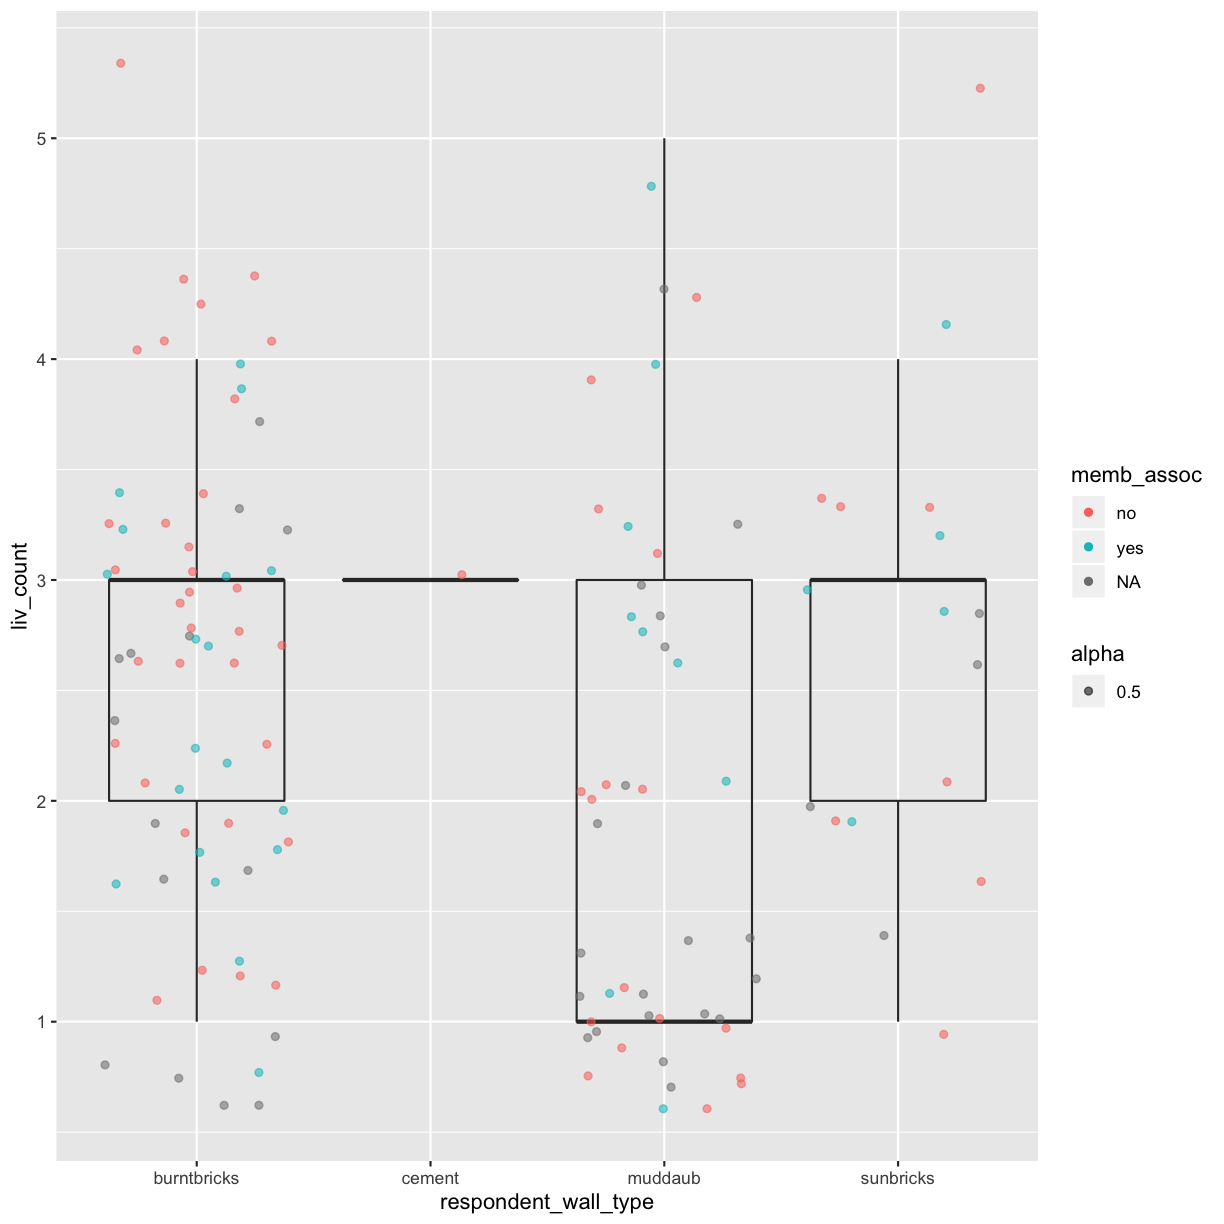 5
4
3
2
1
liv_count
burntbricks
cement
muddaub
sunbricks
respondent_wall_type
memb_assoc
no
yes
NA
alpha
0.5